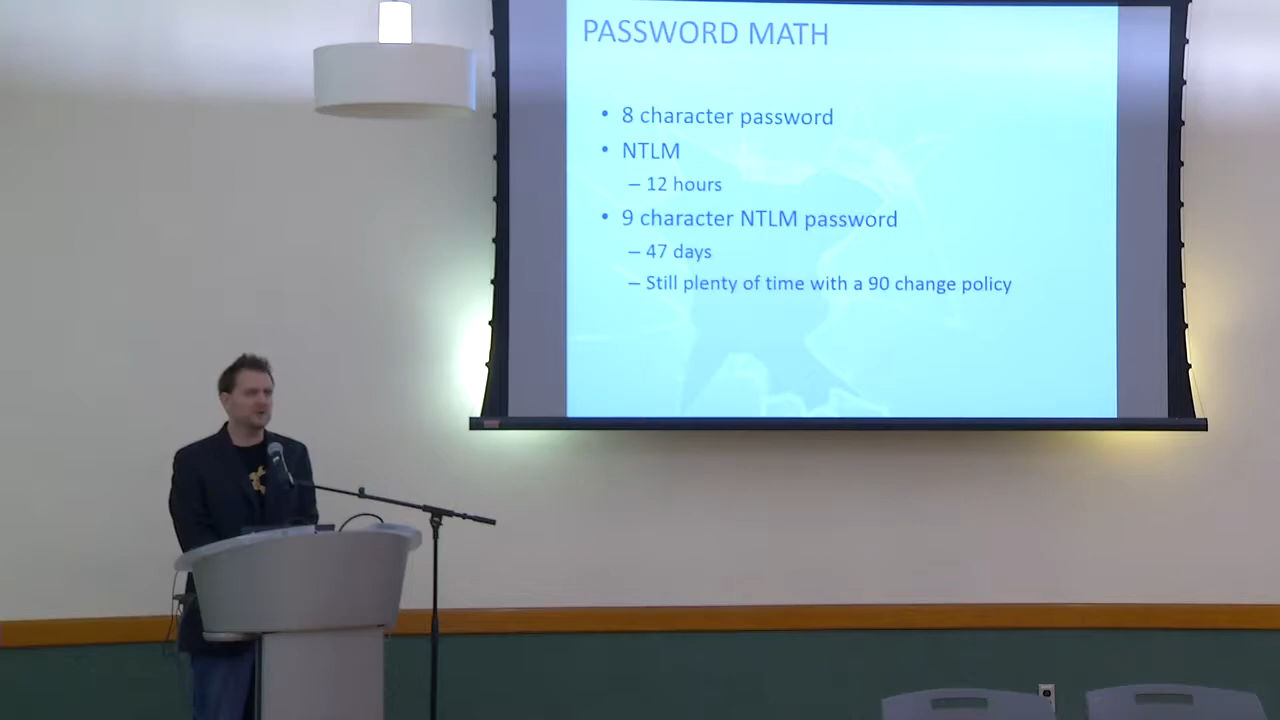 PASSWORD MATH
• 8 character password
• NTLM
– 12 hours
• 9 character NTLM password
– 47 days
– Still plenty of time with a 90 change policy